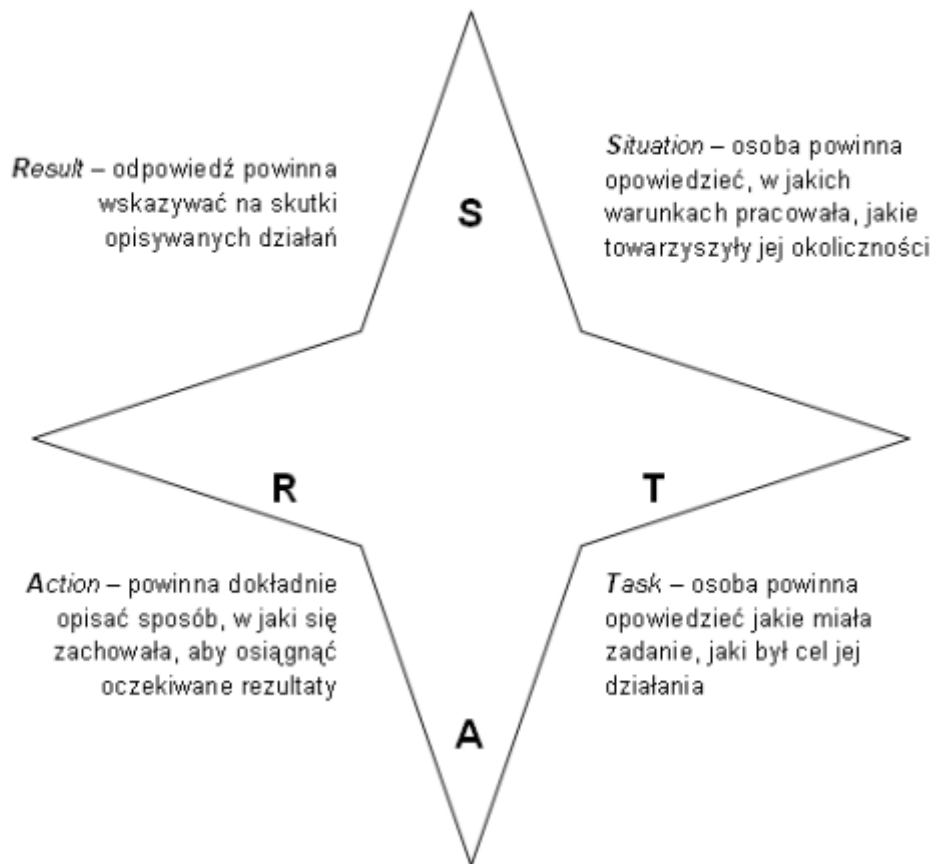 S
Result – odpowiedź powinna
wskazywać na skutki
opisywanych działań
Situation – osoba powinna
opowiedzieć, w jakich
warunkach pracowała, jakie
towarzyszyły jej okoliczności
R
T
Action – powinna dokładnie
opisać sposób, w jaki się
zachowała, aby osiągnąć
oczekiwane rezultaty
Task – osoba powinna
opowiedzieć jakie miała
zadanie, jaki był cel jej
działania
A